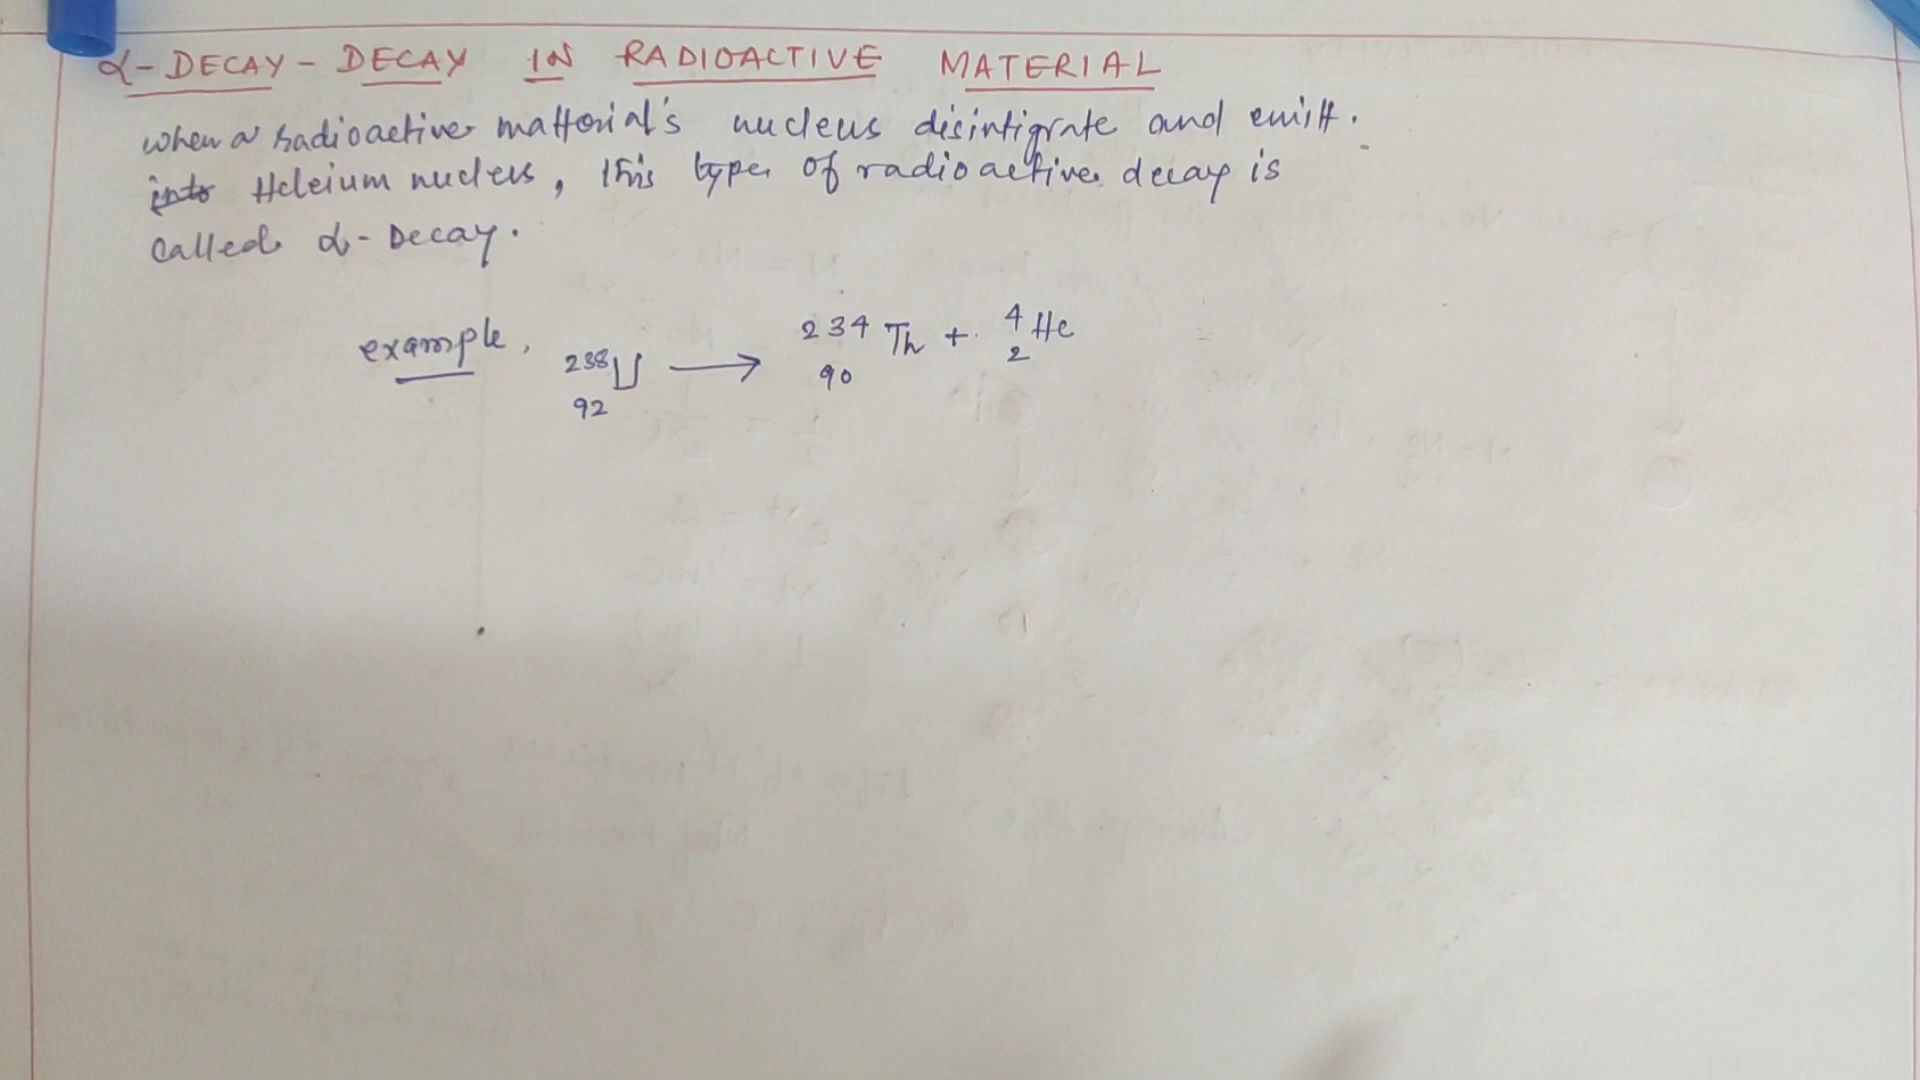 α-DECAY - DECAY IN RADIOACTIVE MATERIAL
when a radioactive matterial's nucleus disintigrate and emitt.
into Heleium nucleus, this type of radioactive decay is
called α-Decay.
example, ²³⁸₉₂U ⟶ ²³⁴₉₀Th + ⁴₂He